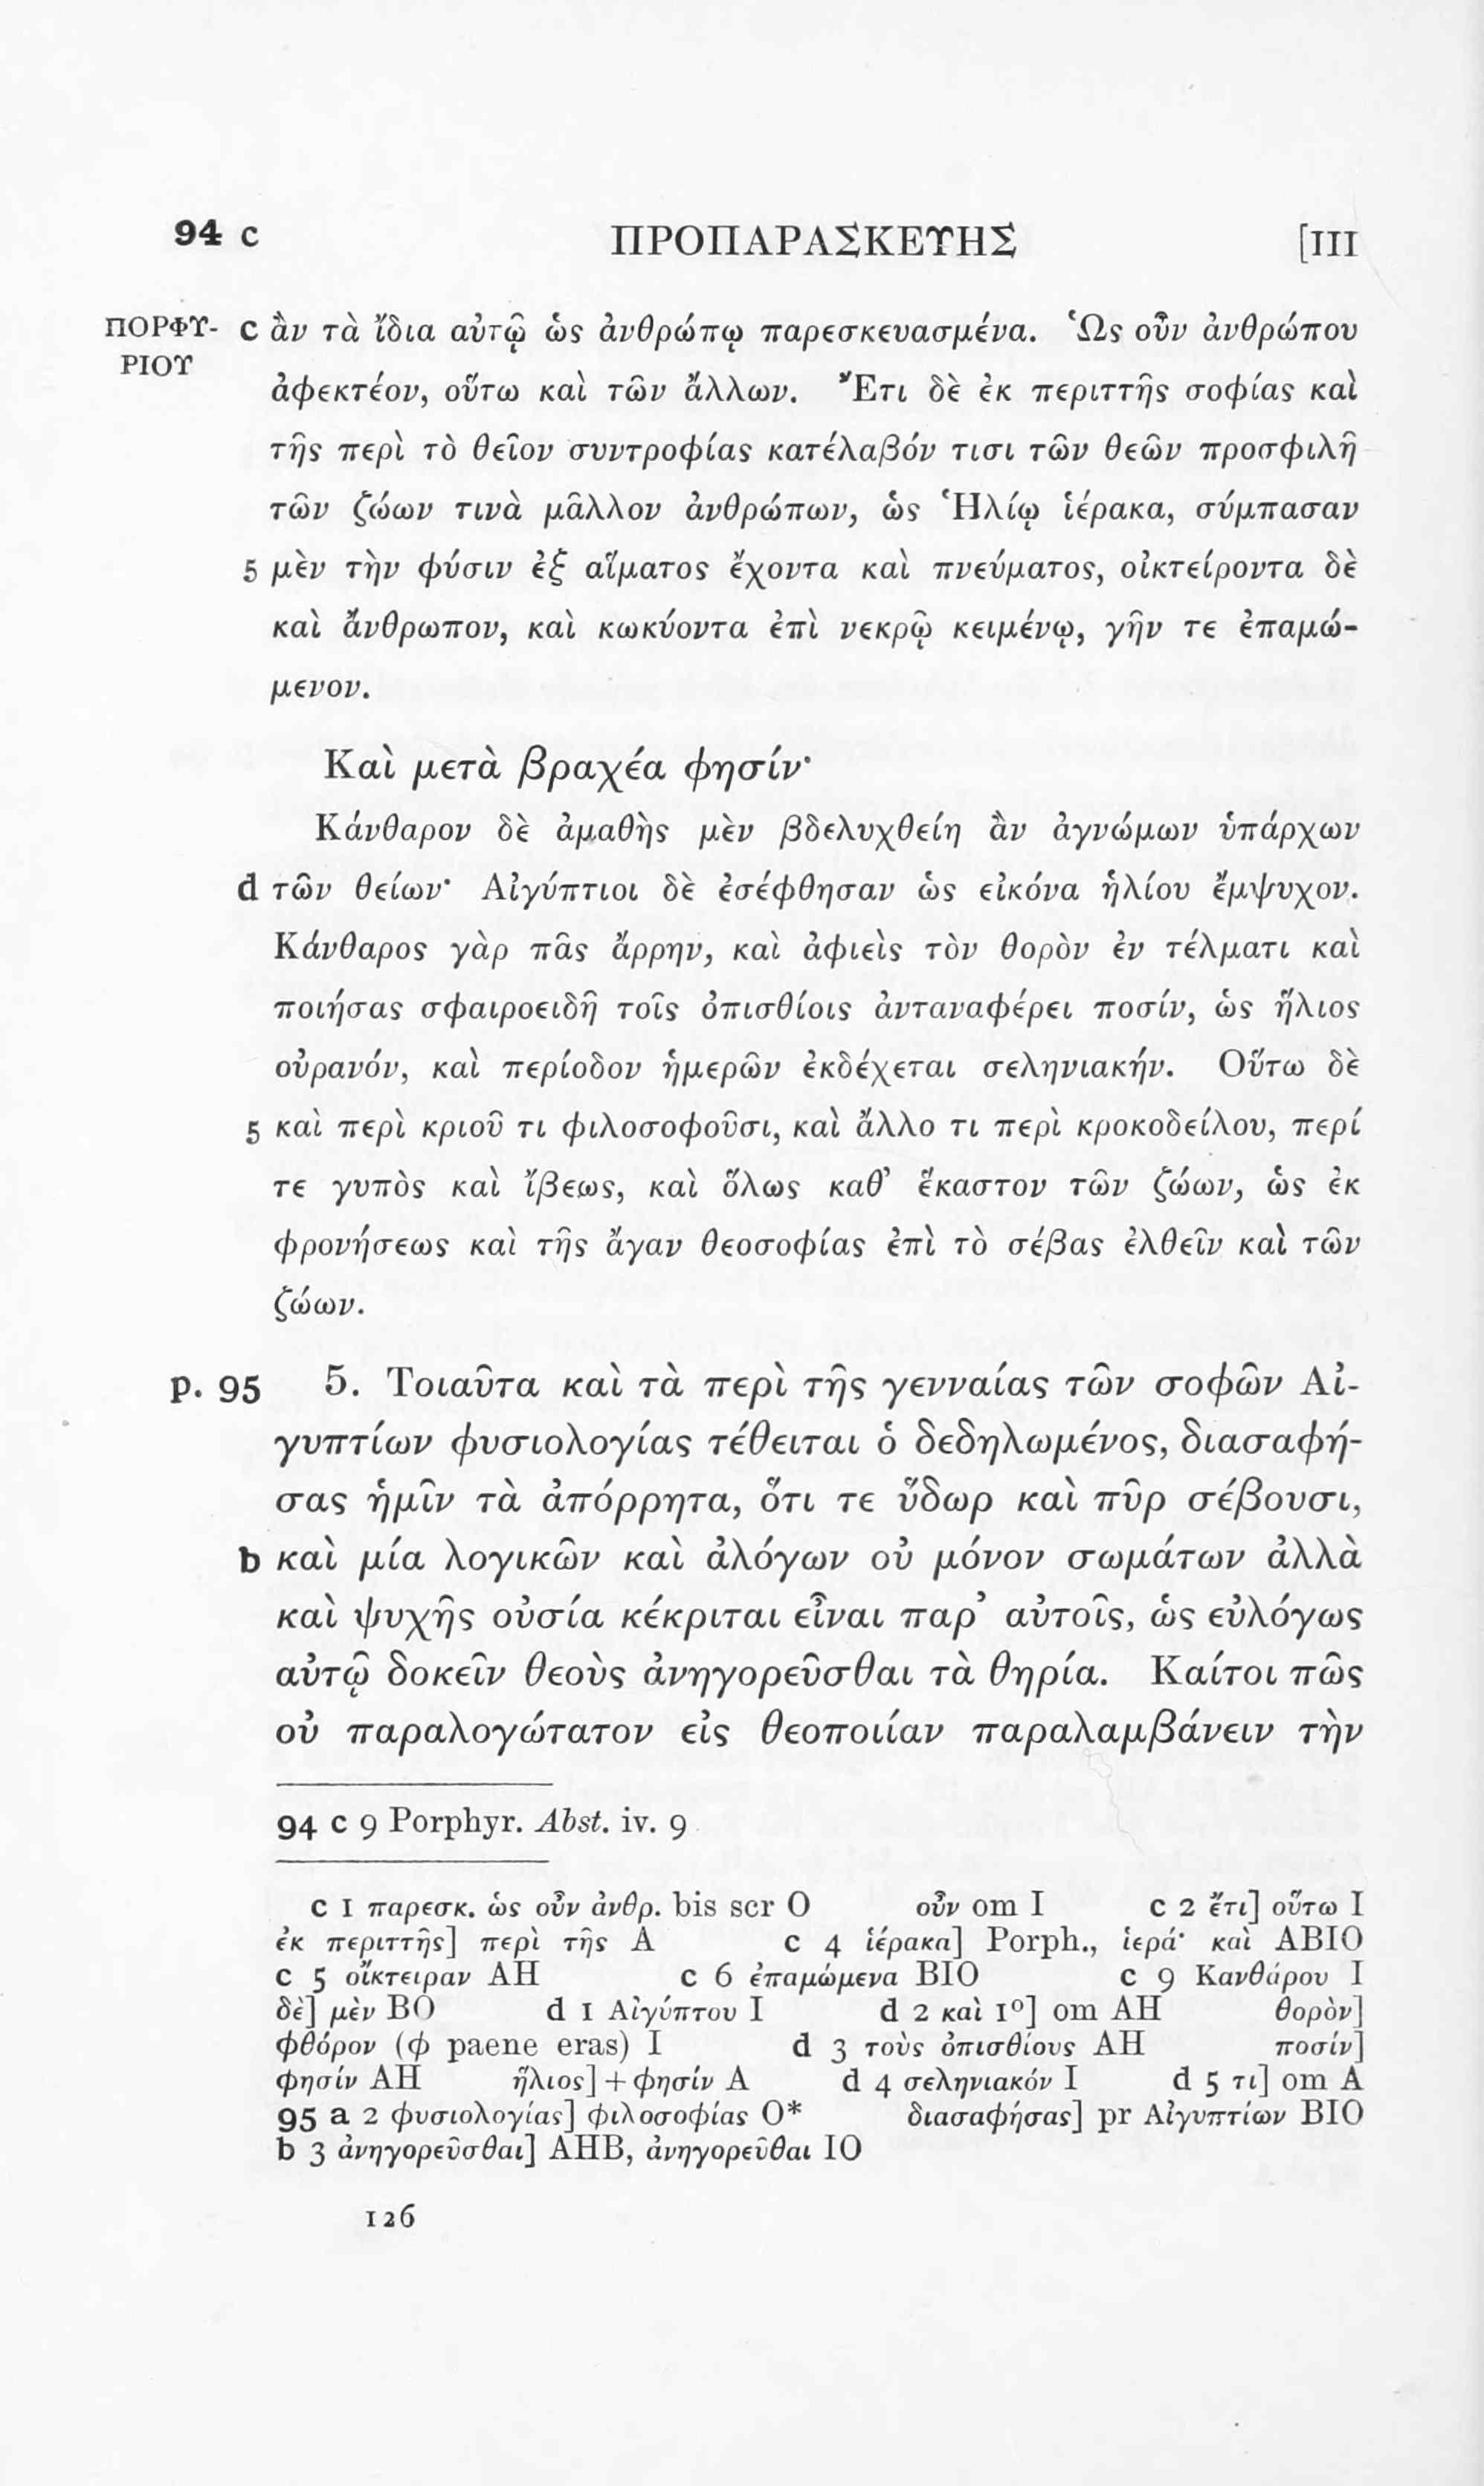 94 c ΠΡΟΠΑΡΑΣΚΕΥΗΣ [III
ΠΟΡΦΥ- c ἂν τὰ ἴδια αὐτῷ ὡς ἀνθρώπῳ παρεσκευασμένα. Ὡς οὖν ἀνθρώπου
ΡΙΟΥ
ἀφεκτέον, οὕτω καὶ τῶν ἄλλων. Ἔτι δὲ ἐκ περιττῆς σοφίας καὶ
τῆς περὶ τὸ θεῖον συντροφίας κατέλαβόν τισι τῶν θεῶν προσφιλῆ
τῶν ζώων τινὰ μᾶλλον ἀνθρώπων, ὡς Ἡλίῳ ἱέρακα, σύμπασαν
5 μὲν τὴν φύσιν ἐξ αἵματος ἔχοντα καὶ πνεύματος, οἰκτείροντα δὲ
καὶ ἄνθρωπον, καὶ κωκύοντα ἐπὶ νεκρῷ κειμένῳ, γῆν τε ἐπαμώ-
μενον.
Καὶ μετὰ βραχέα φησίν·
Κάνθαρον δὲ ἀμαθὴς μὲν βδελυχθείη ἂν ἀγνώμων ὑπάρχων
d τῶν θείων· Αἰγύπτιοι δὲ ἐσέφθησαν ὡς εἰκόνα ἡλίου ἔμψυχον.
Κάνθαρος γὰρ πᾶς ἄρρην, καὶ ἀφιεὶς τὸν θορὸν ἐν τέλματι καὶ
ποιήσας σφαιροειδῆ τοῖς ὀπισθίοις ἀνταναφέρει ποσίν, ὡς ἥλιος
οὐρανόν, καὶ περίοδον ἡμερῶν ἐκδέχεται σεληνιακήν. Οὕτω δὲ
5 καὶ περὶ κριοῦ τι φιλοσοφοῦσι, καὶ ἄλλο τι περὶ κροκοδείλου, περί
τε γυπὸς καὶ ἴβεως, καὶ ὅλως καθ’ ἕκαστον τῶν ζώων, ὡς ἐκ
φρονήσεως καὶ τῆς ἄγαν θεοσοφίας ἐπὶ τὸ σέβας ἐλθεῖν καὶ τῶν
ζώων.
p. 95 5. Τοιαῦτα καὶ τὰ περὶ τῆς γενναίας τῶν σοφῶν Αἰ-
γυπτίων φυσιολογίας τέθειται ὁ δεδηλωμένος, διασαφή-
σας ἡμῖν τὰ ἀπόρρητα, ὅτι τε ὕδωρ καὶ πῦρ σέβουσι,
b καὶ μία λογικῶν καὶ ἀλόγων οὐ μόνον σωμάτων ἀλλὰ
καὶ ψυχῆς οὐσία κέκριται εἶναι παρ’ αὐτοῖς, ὡς εὐλόγως
αὐτῷ δοκεῖν θεοὺς ἀνηγορεῦσθαι τὰ θηρία. Καίτοι πῶς
οὐ παραλογώτατον εἰς θεοποιίαν παραλαμβάνειν τὴν
94 c 9 Porphyr. Abst. iv. 9
c 1 παρεσκ. ὡς οὖν ἀνθρ. bis scr O οὖν om I c 2 ἔτι] οὕτω I
ἐκ περιττῆς] περὶ τῆς A c 4 ἱέρακα] Porph., ἱερά· καὶ ABIO
c 5 οἴκτειραν AH c 6 ἐπαμώμενα BIO c 9 Κανθάρου I
δὲ] μὲν BO d 1 Αἰγύπτου I d 2 καὶ 1º] om AH θορὸν]
φθόρον (φ paene eras) I d 3 τοὺς ὀπισθίους AH ποσίν]
φησίν AH ἥλιος] + φησίν A d 4 σεληνιακόν I d 5 τι] om A
95 a 2 φυσιολογίας] φιλοσοφίας O* διασαφήσας] pr Αἰγυπτίων BIO
b 3 ἀνηγορεῦσθαι] AHB, ἀνηγορεῦθαι IO
126